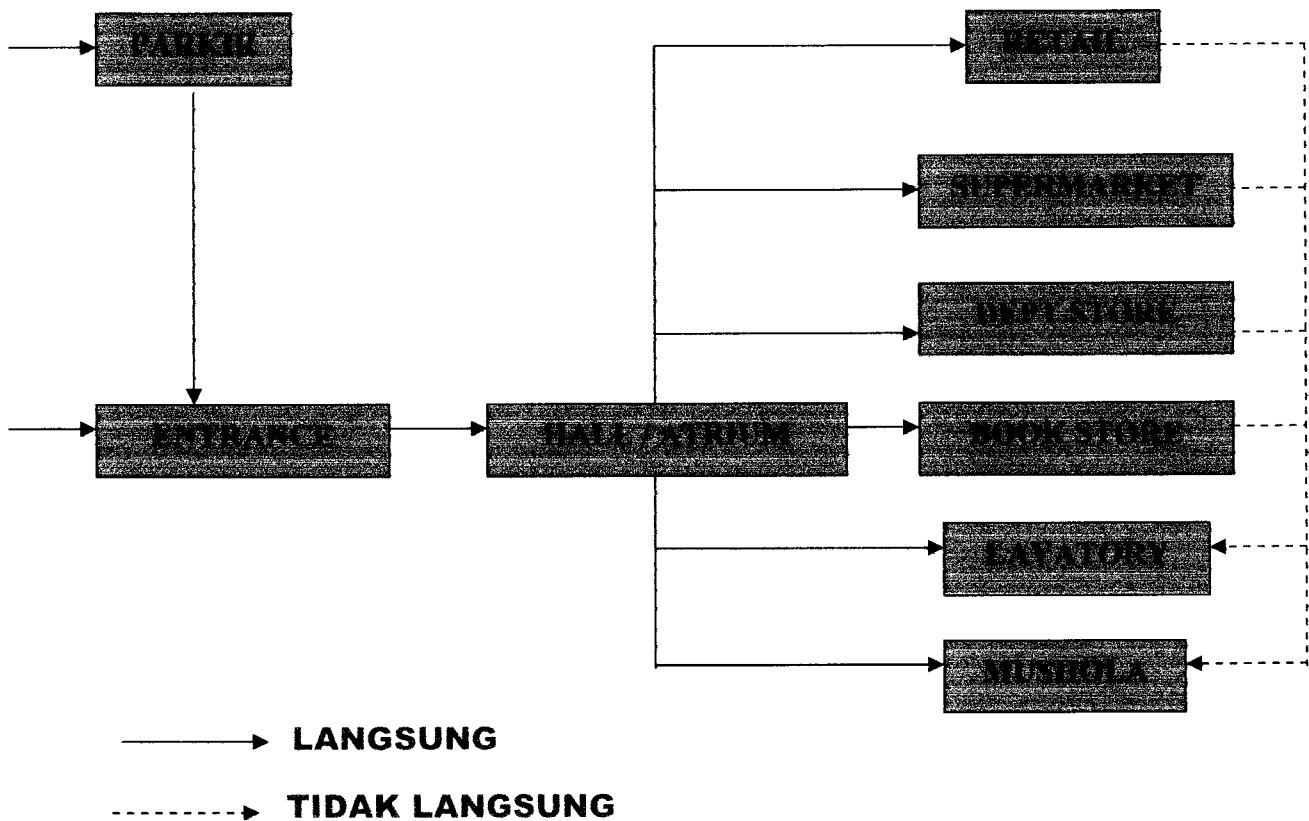 PARKIR
RETAIL
SUPERMARKET
DEPT STORE
ENTRANCE
HALL / ATRIUM
BOOK STORE
LAVATORY
MUSHOLA
LANGSUNG
TIDAK LANGSUNG